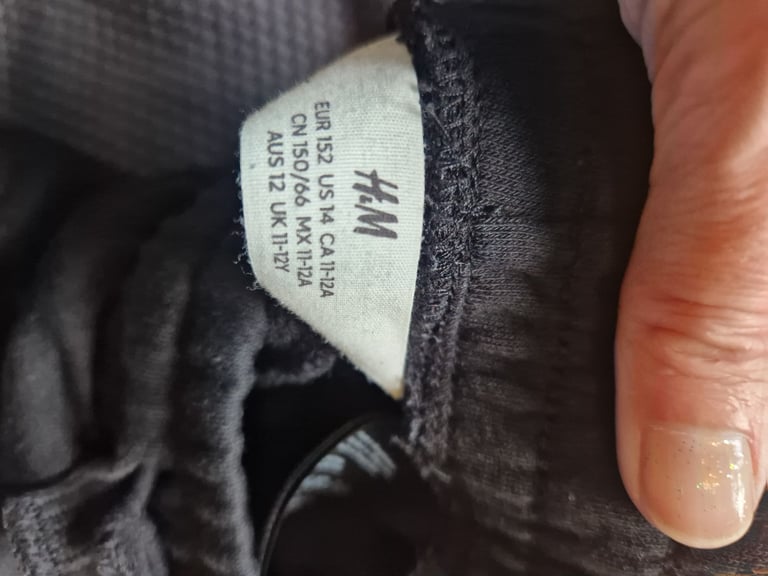 H&M
EUR 152 US 14 CA 11-12A
CN 150/66 MX 11-12A
AUS 12 UK 11-12Y